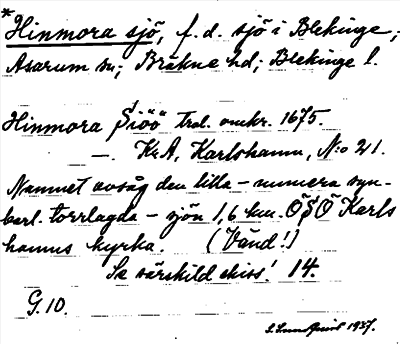 * Hinmora sjö, f. d. sjö i Blekinge;
Asarum sn; Bräkne hd; Blekinge l.
Hinmora Siöö Trol. omkr. 1675.
— KrA, Karlshamn, N:o 21.
Namnet avsåg den lilla – numera syn-
barl. torrlagda – sjön 1,6 km. ÖSÖ Karls
hamns kyrka. (Vänd!)
Se särskild skiss! 14.
G. 10.
1937.